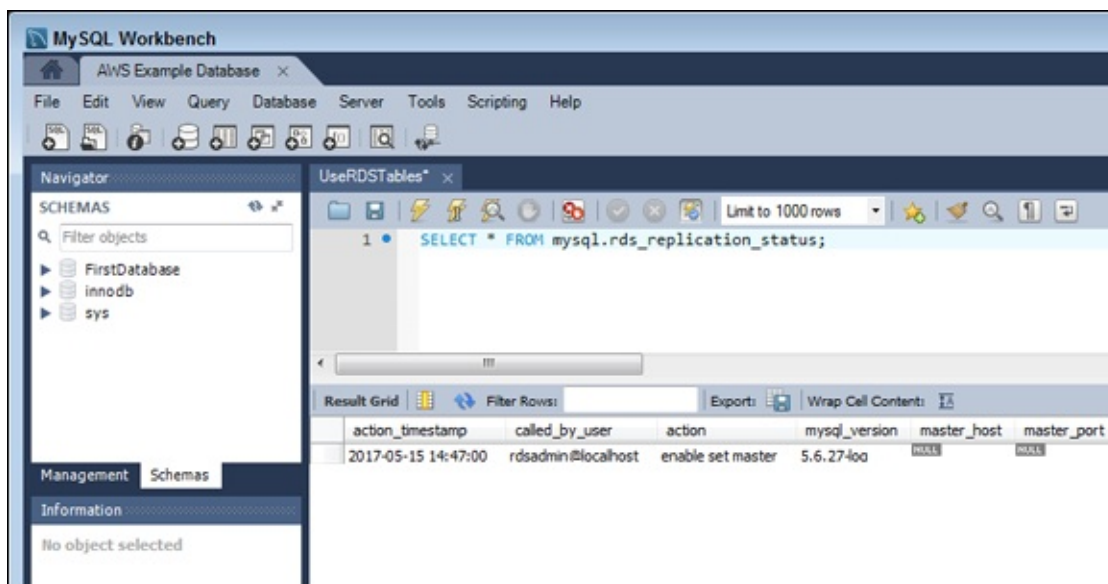 MySQL Workbench
AWS Example Database
File Edit View Query Database Server Tools Scripting Help
Navigator
SCHEMAS
Filter objects
FirstDatabase
innodb
sys
Management Schemas
Information
No object selected
UseRDSTables*
Limit to 1000 rows
1 SELECT * FROM mysql.rds_replication_status;
Result Grid Filter Rows: Export: Wrap Cell Content:
action_timestamp called_by_user action mysql_version master_host master_port
2017-05-15 14:47:00 rdsadmin@localhost enable set master 5.6.27-log NULL NULL